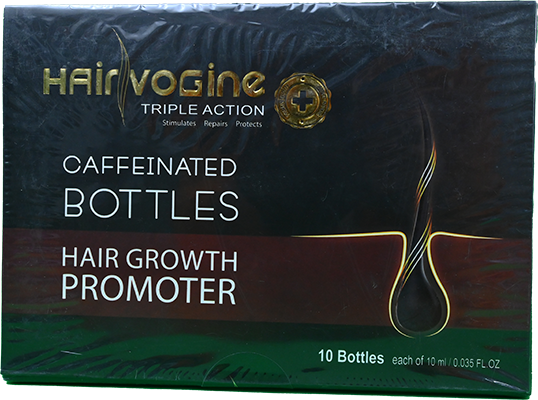 HAIRVOGINE
TRIPLE ACTION
Stimulates Repairs Protects
CAFFEINATED
BOTTLES
HAIR GROWTH
PROMOTER
10 Bottles each of 10 ml / 0.035 FL.OZ